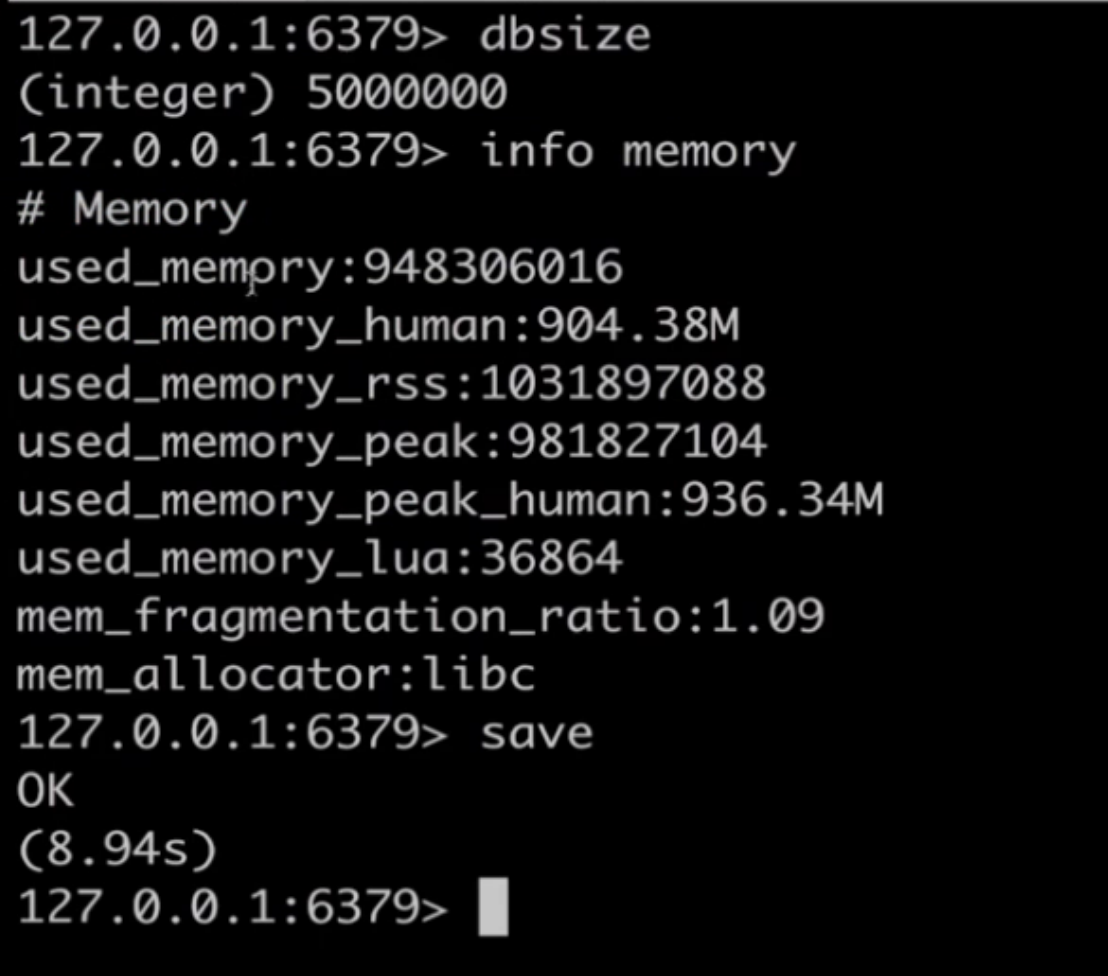 127.0.0.1:6379> dbsize
(integer) 5000000
127.0.0.1:6379> info memory
# Memory
used_memory:948306016
used_memory_human:904.38M
used_memory_rss:1031897088
used_memory_peak:981827104
used_memory_peak_human:936.34M
used_memory_lua:36864
mem_fragmentation_ratio:1.09
mem_allocator:libc
127.0.0.1:6379> save
OK
(8.94s)
127.0.0.1:6379>